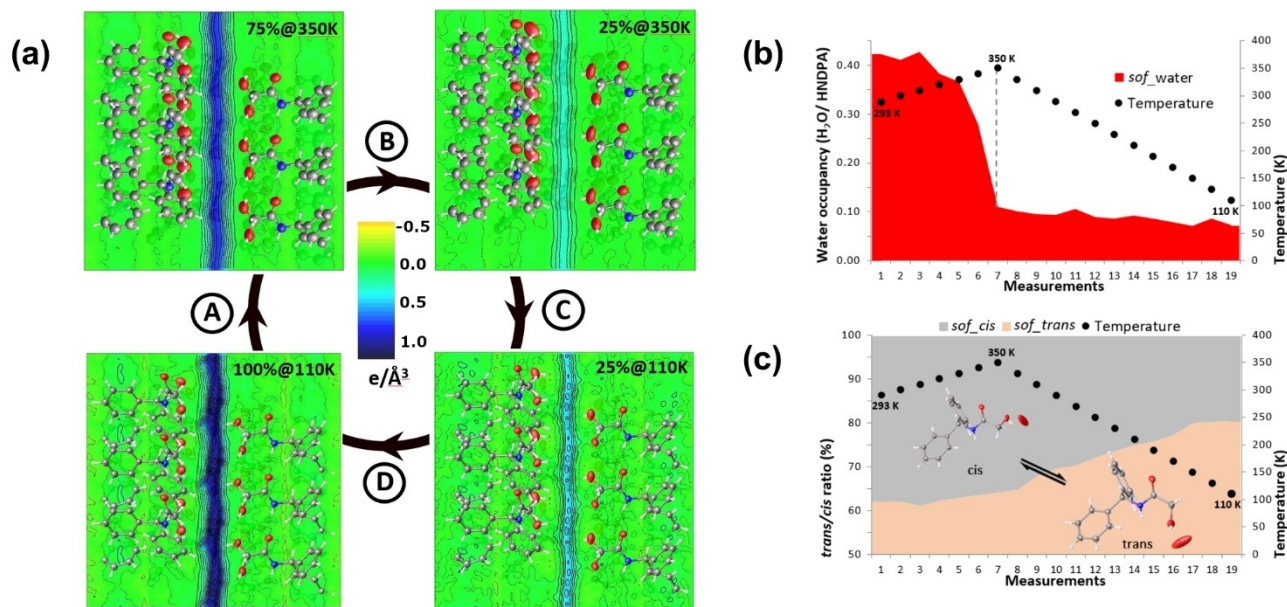 (a)
75%@350K
25%@350K
B
-0.5
0.0
0.5
1.0
e/Å³
A
C
100%@110K
25%@110K
D
(b)
Water occupancy (H₂O/ HNDPA)
0.40
0.30
0.20
0.10
0.00
350 K
293 K
110 K
sof_water
Temperature
400
350
300
250
200
150
100
50
0
Temperature (K)
1 2 3 4 5 6 7 8 9 10 11 12 13 14 15 16 17 18 19
Measurements
(c)
sof_cis sof_trans Temperature
trans/cis ratio (%)
100
90
80
70
60
50
350 K
293 K
cis
trans
110 K
400
350
300
250
200
150
100
50
0
Temperature (K)
1 2 3 4 5 6 7 8 9 10 11 12 13 14 15 16 17 18 19
Measurements